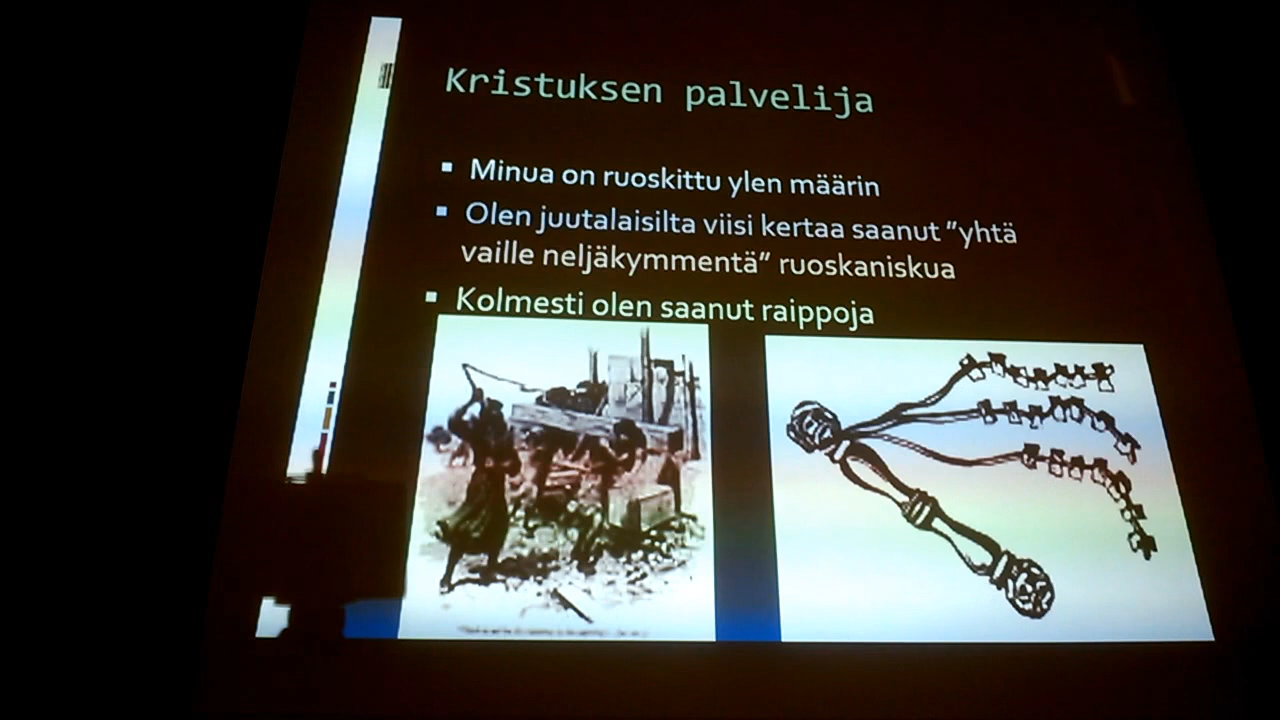 Kristuksen palvelija
Minua on ruoskittu ylen määrin
Olen juutalaisilta viisi kertaa saanut "yhtä
vaille neljäkymmentä" ruoskaniskua
Kolmesti olen saanut raippoja